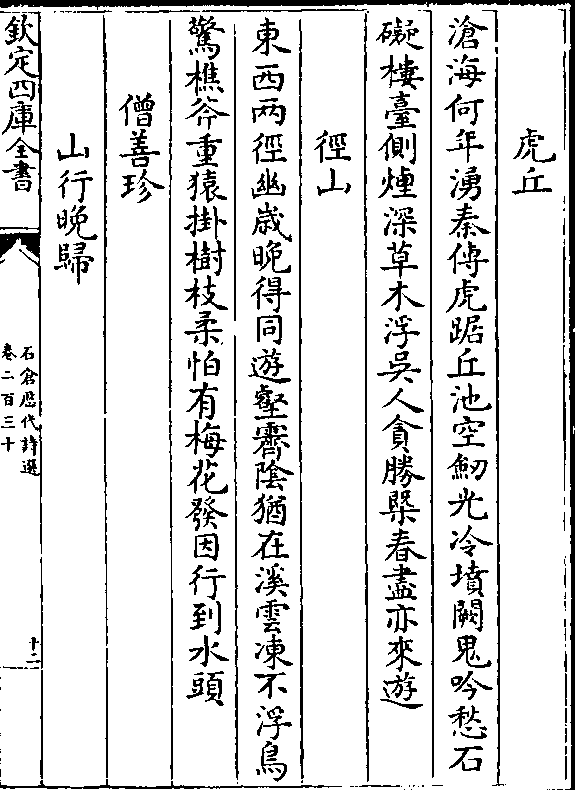 虎丘
滄海何年湧秦傳虎踞丘池空劒光冷墳闕鬼吟愁石
礙樓臺側煙深草木浮吳人貪勝槩春盡亦來遊
徑山
東西两徑幽歲晚得同遊壑霽陰猶在溪雲凍不浮鳥
驚樵斧重猿掛樹枝柔怕有梅花發因行到水頭
僧善珍
山行晚歸
欽定四庫全書
石倉歷代詩選
卷二百三十
十二